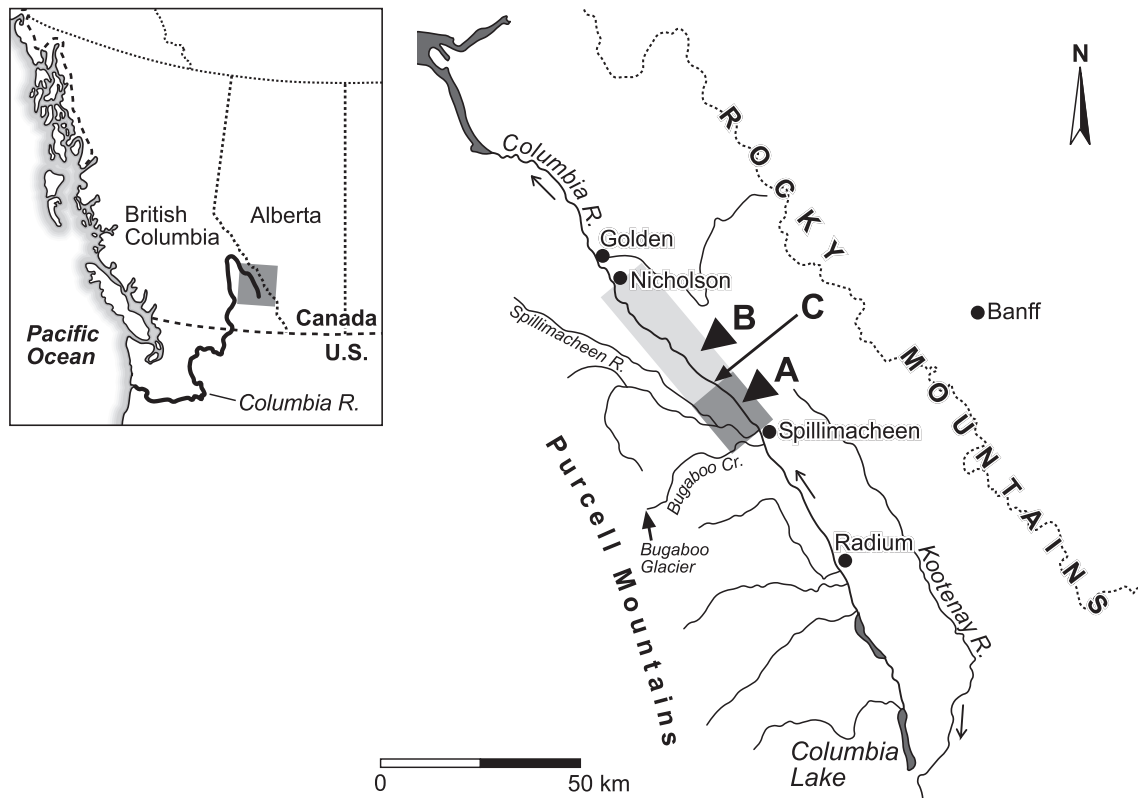 British
Columbia
Alberta
Pacific
Ocean
Canada
U.S.
Columbia R.
N
ROCKY MOUNTAINS
Columbia R.
Golden
Nicholson
Banff
B
C
A
Spillimacheen R.
Spillimacheen
Bugaboo Cr.
Purcell Mountains
Bugaboo
Glacier
Radium
Kootenay R.
Columbia
Lake
0
50 km